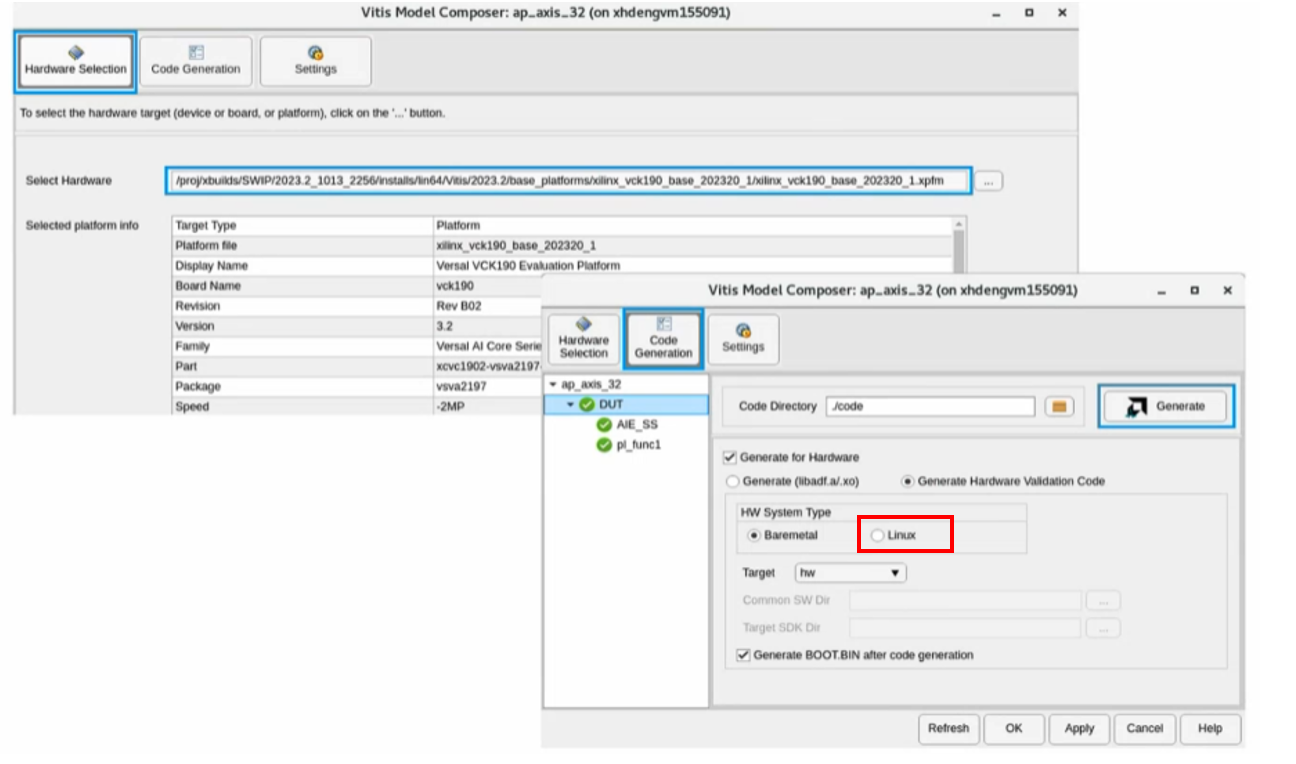 Vitis Model Composer: ap_axis_32 (on xhdengvm155091)
Hardware Selection
Code Generation
Settings
To select the hardware target (device or board, or platform), click on the '...' button.
Select Hardware /proj/xbuilds/SWIP/2023.2_1013_2256/installs/lin64/Vitis/2023.2/base_platforms/xilinx_vck190_base_202320_1/xilinx_vck190_base_202320_1.xpfm ...
Selected platform info
Target Type Platform
Platform file xilinx_vck190_base_202320_1
Display Name Versal VCK190 Evaluation Platform
Board Name vck190
Revision Rev B02
Version 3.2
Family Versal AI Core Serie
Part xcvc1902-vsva2197-
Package vsva2197
Speed -2MP
Vitis Model Composer: ap_axis_32 (on xhdengvm155091)
Hardware
Selection
Code
Generation
Settings
ap_axis_32
DUT
AIE_SS
pl_func1
Code Directory ./code
Generate
Generate for Hardware
Generate (libadf.a/.xo) Generate Hardware Validation Code
HW System Type
Baremetal Linux
Target hw
Common SW Dir ...
Target SDK Dir ...
Generate BOOT.BIN after code generation
Refresh OK Apply Cancel Help